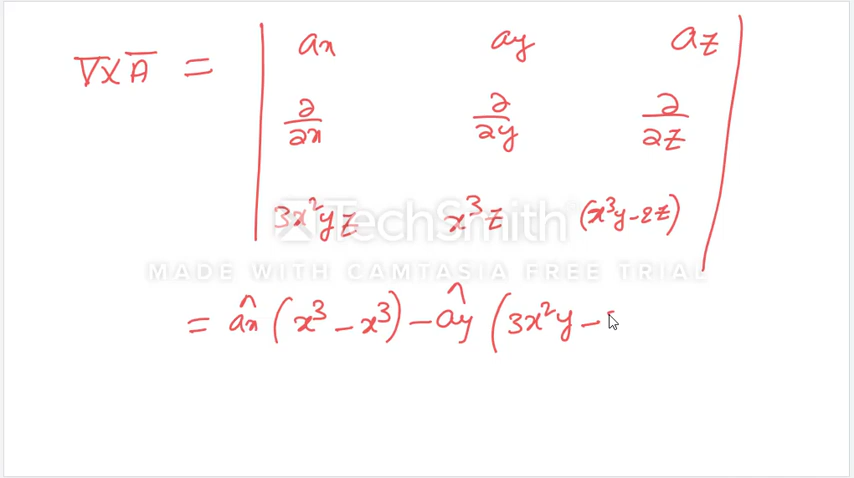 ax ay az
∇̅ X A̅ =
∂/∂x ∂/∂y ∂/∂z
3x²yz x³z (x³y-2z)
TechSmith
MADE WITH CAMTASIA FREE TRIAL
= âx (x³ - x³) - ây (3x²y -